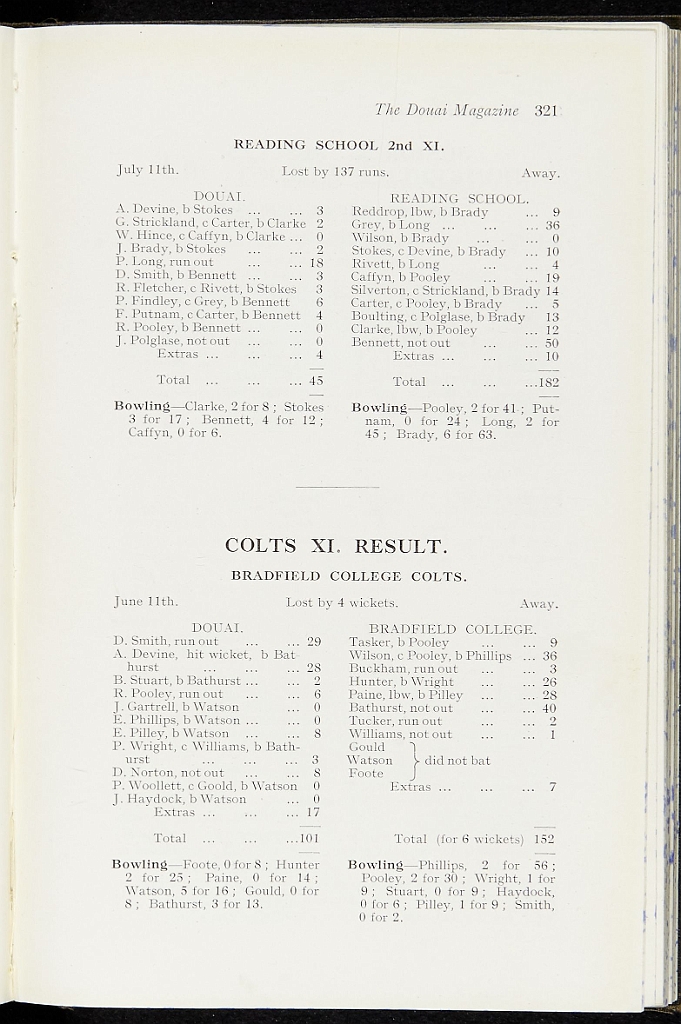 The Douai Magazine 321
READING SCHOOL 2nd XI.
July 11th. Lost by 137 runs. Away.
DOUAI.
A. Devine, b Stokes ... ... 3
G. Strickland, c Carter, b Clarke 2
W. Hince, c Caffyn, b Clarke ... 0
J. Brady, b Stokes ... ... 2
P. Long, run out ... ... 18
D. Smith, b Bennett ... ... 3
R. Fletcher, c Rivett, b Stokes 3
P. Findley, c Grey, b Bennett 6
F. Putnam, c Carter, b Bennett 4
R. Pooley, b Bennett ... ... 0
J. Polglase, not out ... ... 0
Extras ... ... ... 4
Total ... ... ... 45
Bowling—Clarke, 2 for 8 ; Stokes
3 for 17 ; Bennett, 4 for 12 ;
Caffyn, 0 for 6.
READING SCHOOL.
Reddrop, lbw, b Brady ... 9
Grey, b Long ... ... ... 36
Wilson, b Brady ... ... 0
Stokes, c Devine, b Brady ... 10
Rivett, b Long ... ... 4
Caffyn, b Pooley ... ... 19
Silverton, c Strickland, b Brady 14
Carter, c Pooley, b Brady ... 5
Boulting, c Polglase, b Brady 13
Clarke, lbw, b Pooley ... 12
Bennett, not out ... ... 50
Extras ... ... ... 10
Total ... ... ...182
Bowling—Pooley, 2 for 41 ; Put-
nam, 0 for 24 ; Long, 2 for
45 ; Brady, 6 for 63.
COLTS XI. RESULT.
BRADFIELD COLLEGE COLTS.
June 11th. Lost by 4 wickets. Away.
DOUAI.
D. Smith, run out ... ... 29
A. Devine, hit wicket, b Bat-
hurst ... ... ... 28
B. Stuart, b Bathurst ... ... 2
R. Pooley, run out ... ... 6
J. Gartrell, b Watson ... 0
E. Phillips, b Watson ... ... 0
E. Pilley, b Watson ... ... 8
P. Wright, c Williams, b Bath-
urst ... ... ... 3
D. Norton, not out ... ... 8
P. Woollett, c Goold, b Watson 0
J. Haydock, b Watson ... 0
Extras ... ... ... 17
Total ... ... ...101
Bowling—Foote, 0 for 8 ; Hunter
2 for 25 ; Paine, 0 for 14 ;
Watson, 5 for 16 ; Gould, 0 for
8 ; Bathurst, 3 for 13.
BRADFIELD COLLEGE.
Tasker, b Pooley ... ... 9
Wilson, c Pooley, b Phillips ... 36
Buckham, run out ... ... 3
Hunter, b Wright ... ... 26
Paine, lbw, b Pilley ... ... 28
Bathurst, not out ... ... 40
Tucker, run out ... ... 2
Williams, not out ... ... 1
Gould
Watson } did not bat
Foote
Extras ... ... ... 7
Total (for 6 wickets) 152
Bowling—Phillips, 2 for 56 ;
Pooley, 2 for 30 ; Wright, 1 for
9 ; Stuart, 0 for 9 ; Haydock,
0 for 6 ; Pilley, 1 for 9 ; Smith,
0 for 2.